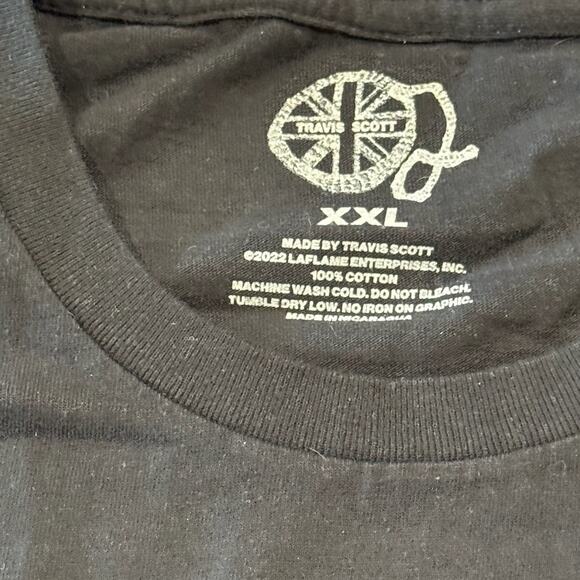 TRAVIS SCOTT
XXL
MADE BY TRAVIS SCOTT
©2022 LAFLAME ENTERPRISES, INC.
100% COTTON
MACHINE WASH COLD. DO NOT BLEACH.
TUMBLE DRY LOW. NO IRON ON GRAPHIC.
MADE IN NICARAGUA